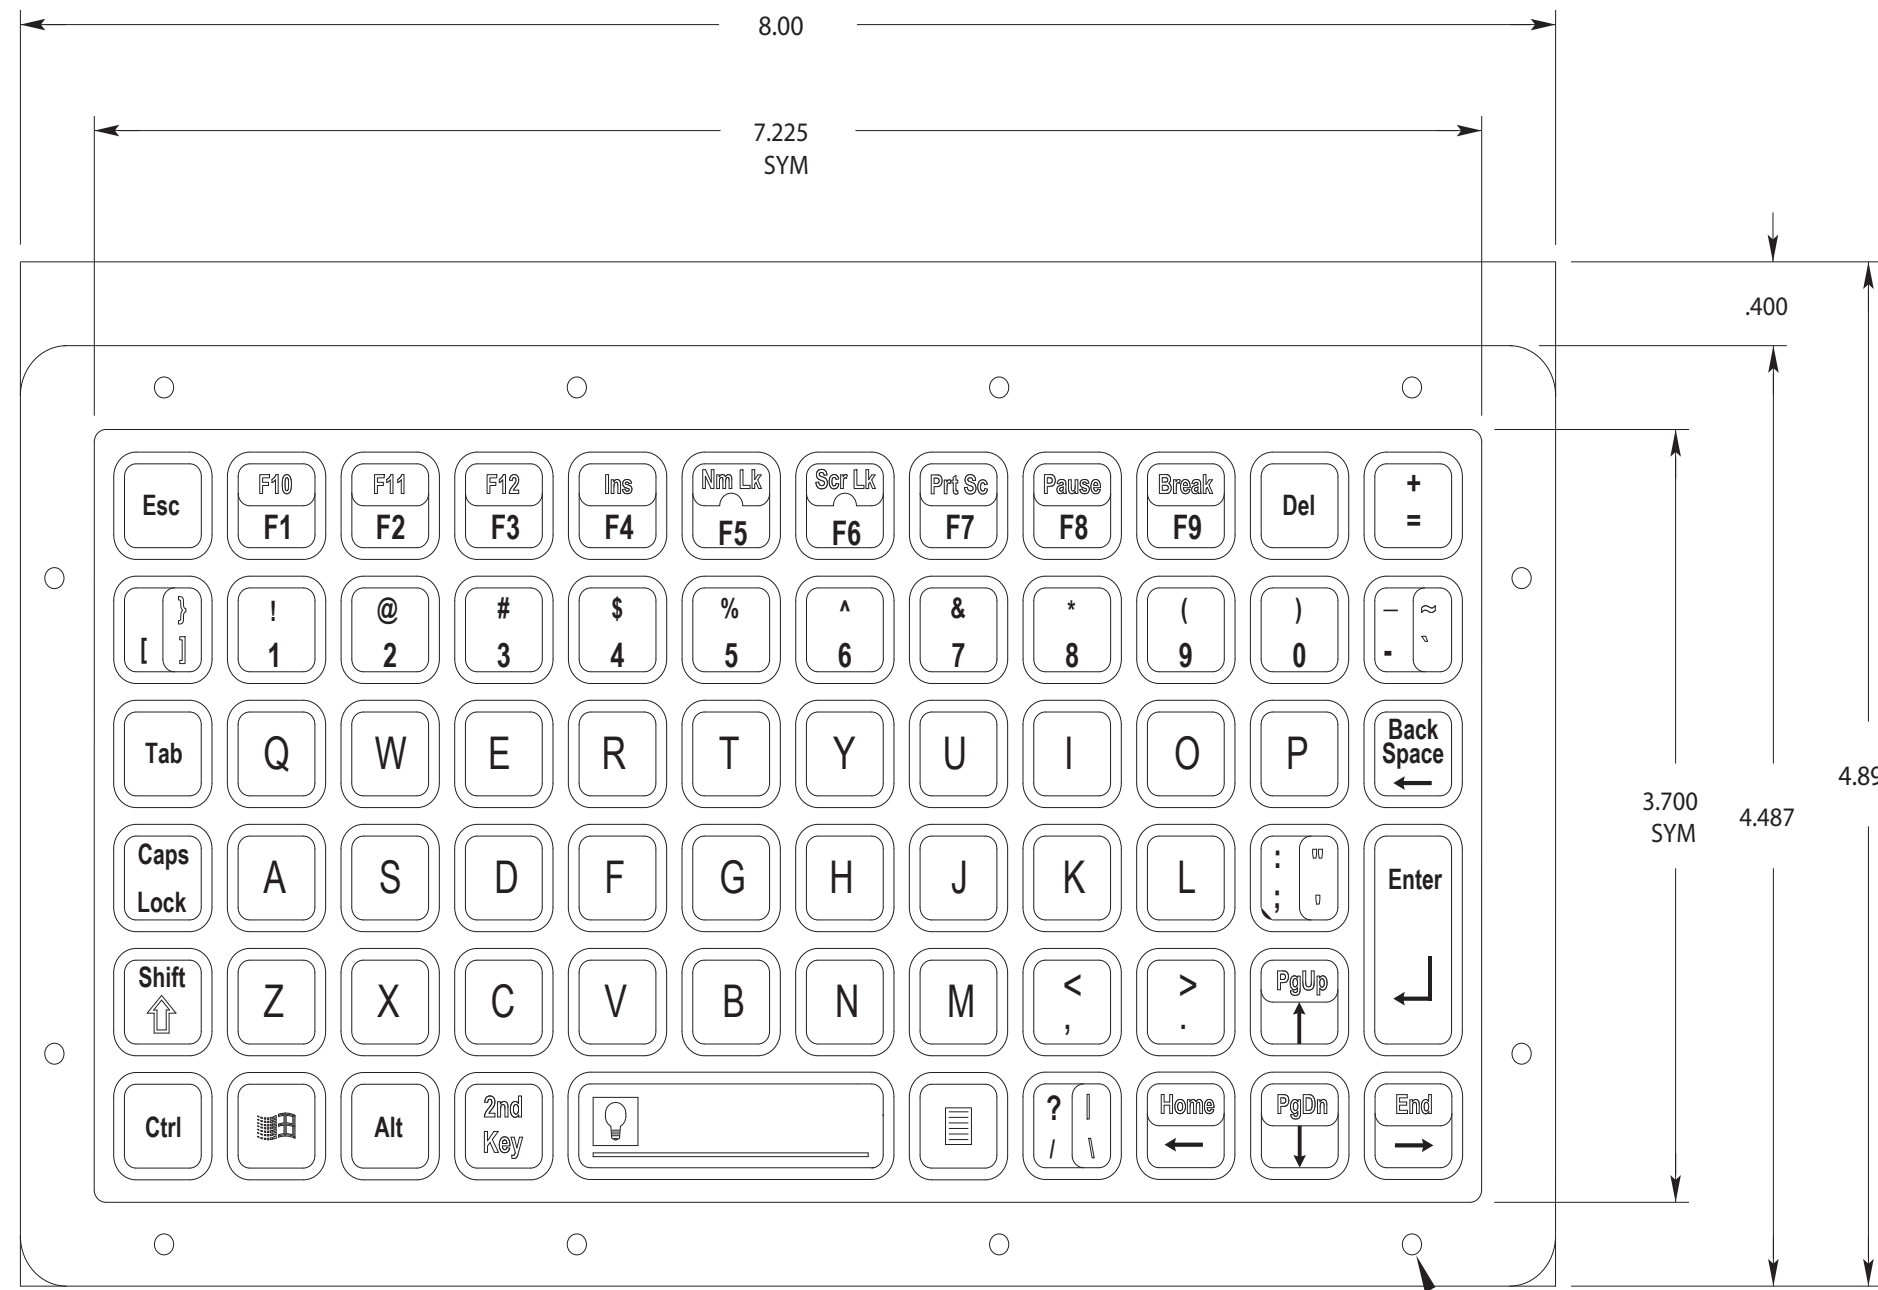 8.00
7.225
SYM
.400
F10 F11 F12 Ins Nm Lk Scr Lk Prt Sc Pause Break +
Esc F1 F2 F3 F4 F5 F6 F7 F8 F9 Del =
} ! @ # $ % ^ & * ( ) _ ≈
[ ] 1 2 3 4 5 6 7 8 9 0 - `
Tab Q W E R T Y U I O P Back
Space
←
3.700
SYM
4.487
Caps
Lock
A S D F G H J K L : "
; '
Enter
Shift Z X C V B N M < > PgUp
, . ↑
Ctrl Alt 2nd
Key
? | Home PgDn End
/ \ ← ↓ →